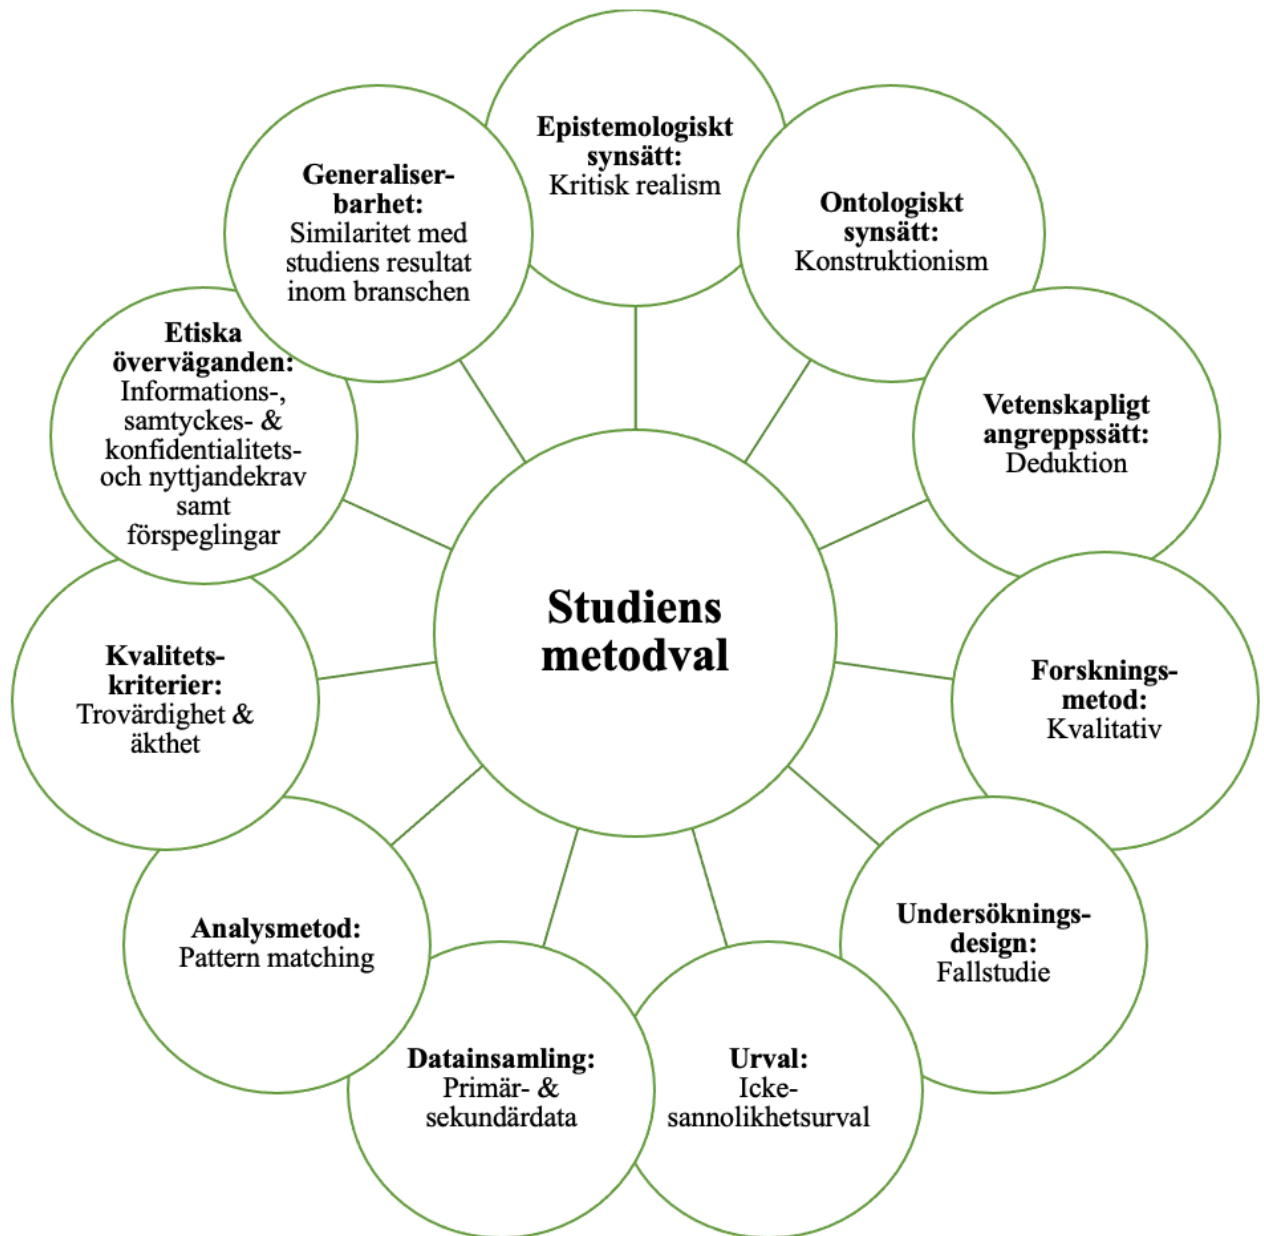 Epistemologiskt
synsätt:
Kritisk realism
Ontologiskt
synsätt:
Konstruktionism
Vetenskapligt
angreppssätt:
Deduktion
Forsknings-
metod:
Kvalitativ
Undersöknings-
design:
Fallstudie
Urval:
Icke-
sannolikhetsurval
Datainsamling:
Primär- &
sekundärdata
Analysmetod:
Pattern matching
Kvalitets-
kriterier:
Trovärdighet &
äkthet
Etiska
överväganden:
Informations-,
samtyckes- &
konfidentialitets-
och nyttjandekrav
samt
förspeglingar
Generaliser-
barhet:
Similaritet med
studiens resultat
inom branschen
Studiens
metodval